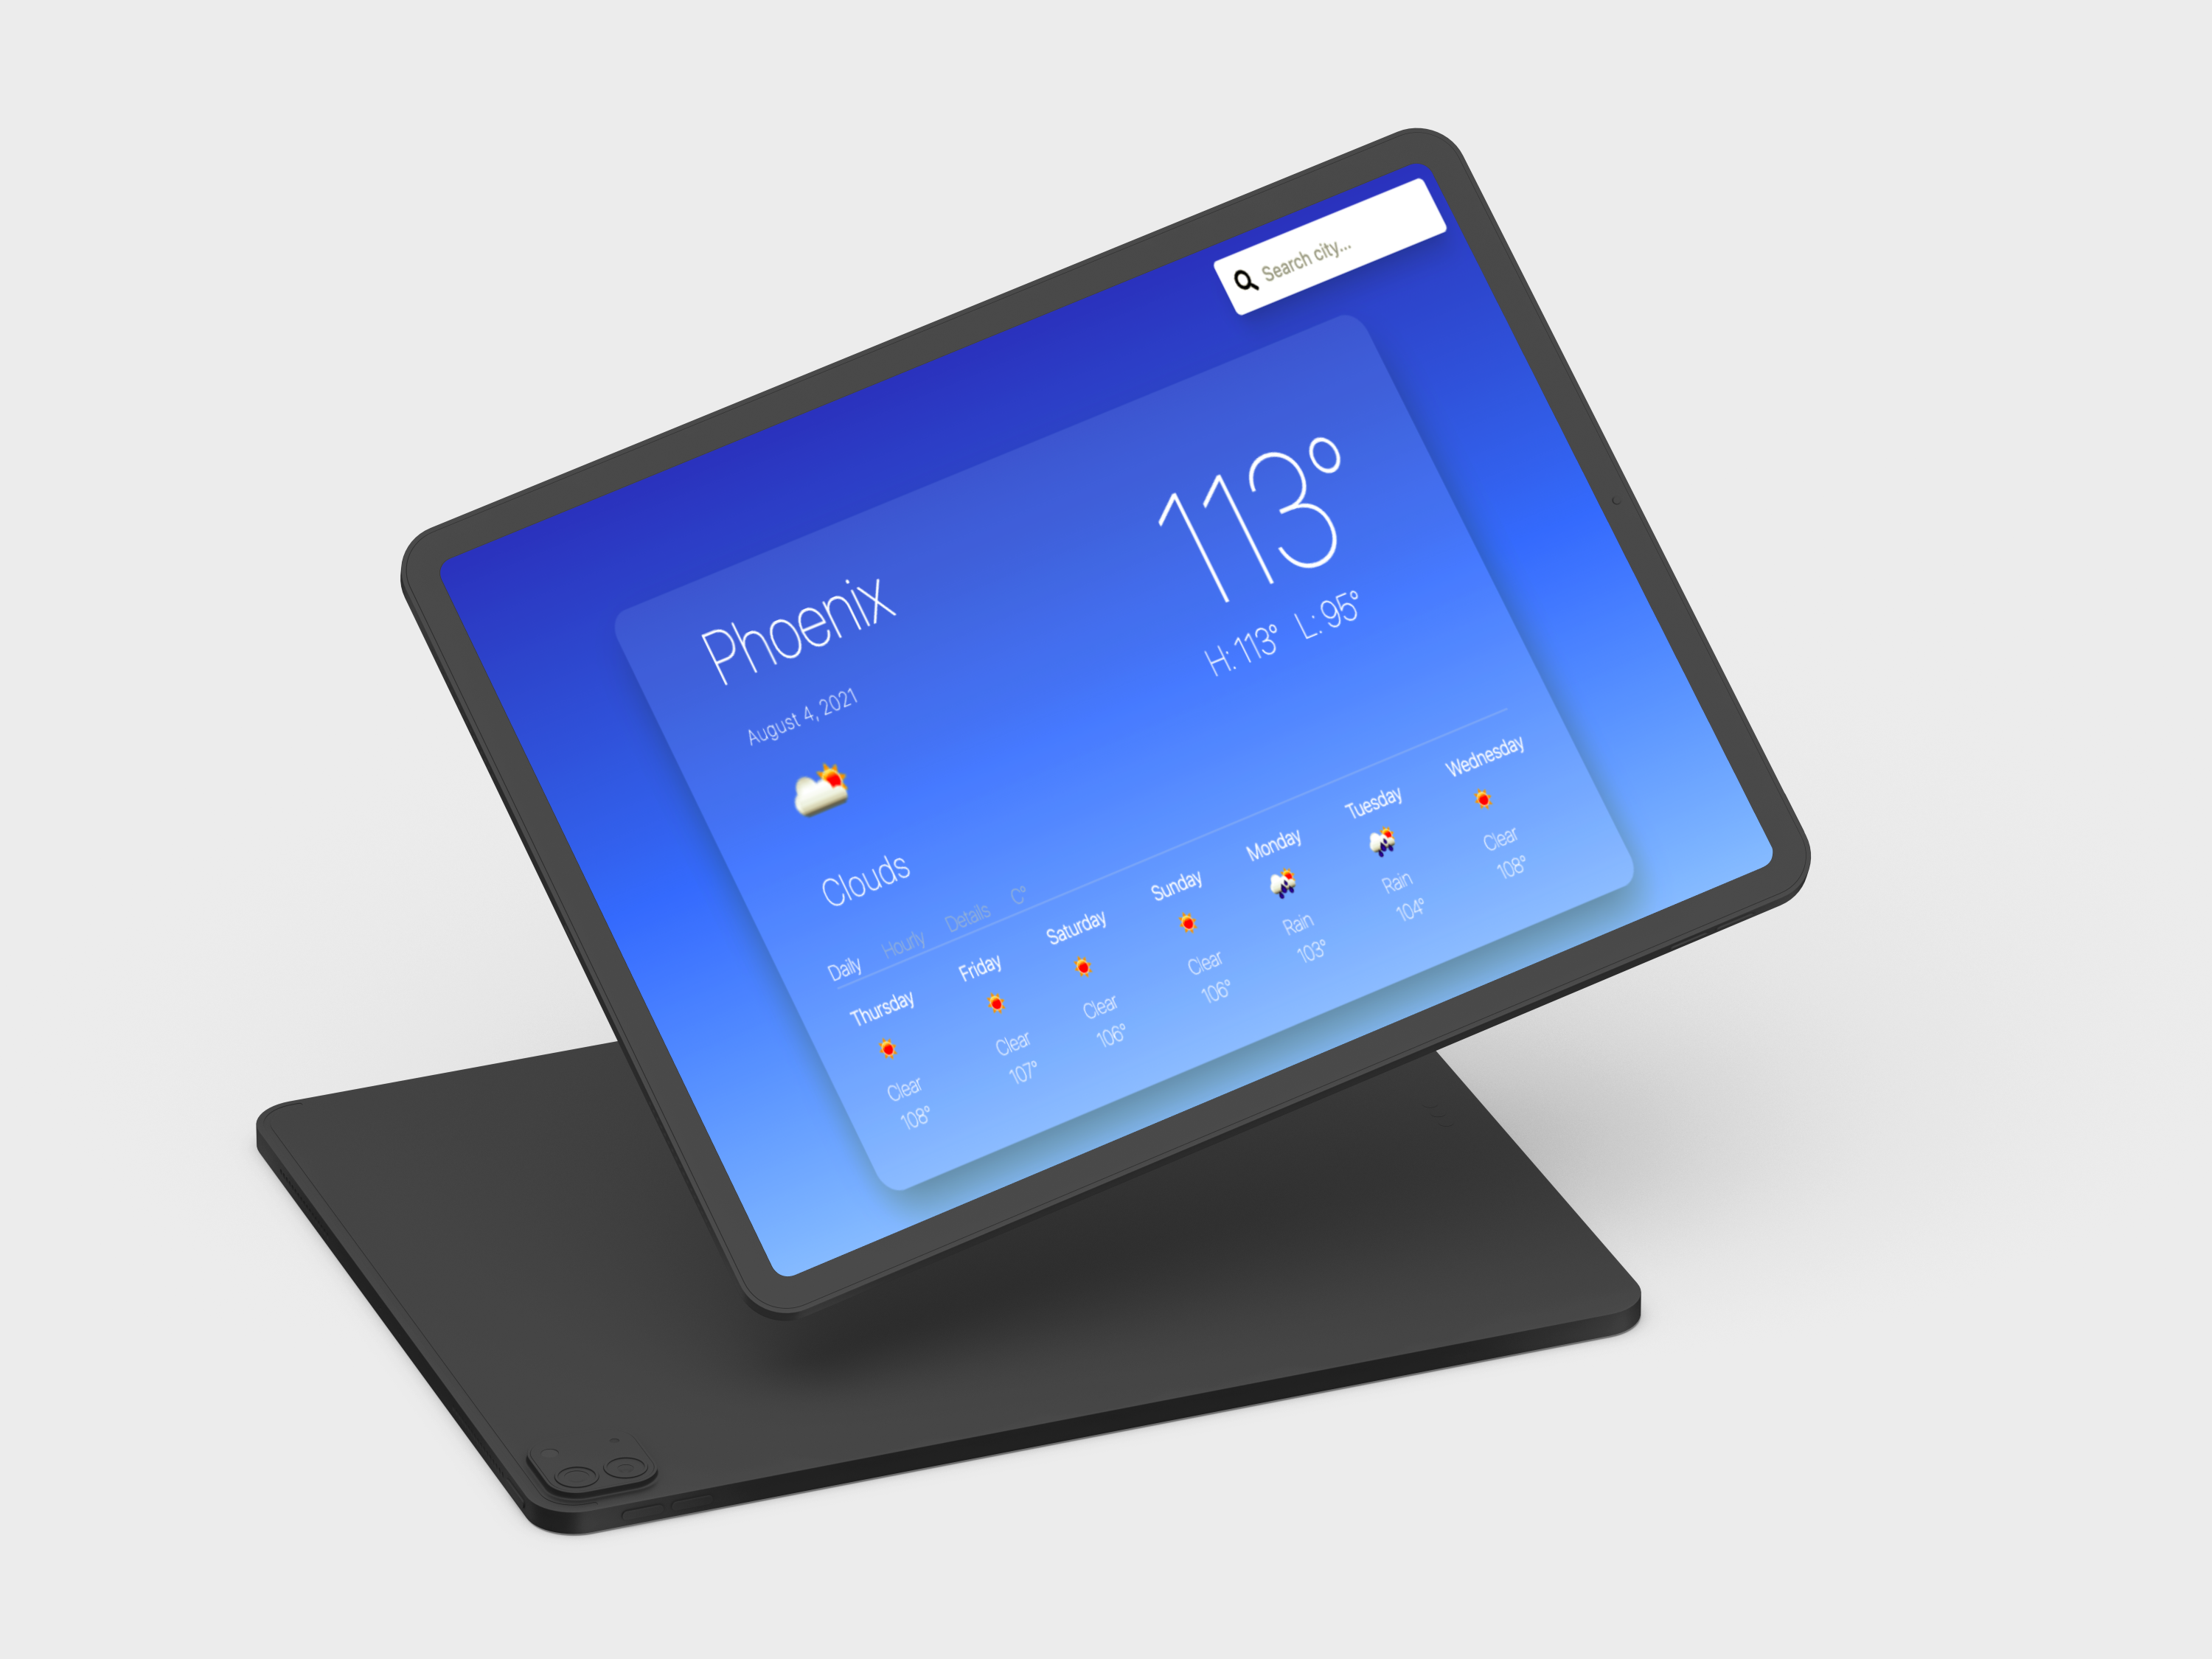 Search city...
Phoenix
113°
August 4, 2021
H: 113° L: 95°
Clouds
Daily Hourly Details C°
Thursday Friday Saturday Sunday Monday Tuesday Wednesday
Clear Clear Clear Clear Rain Rain Clear
108° 107° 106° 106° 103° 104° 108°